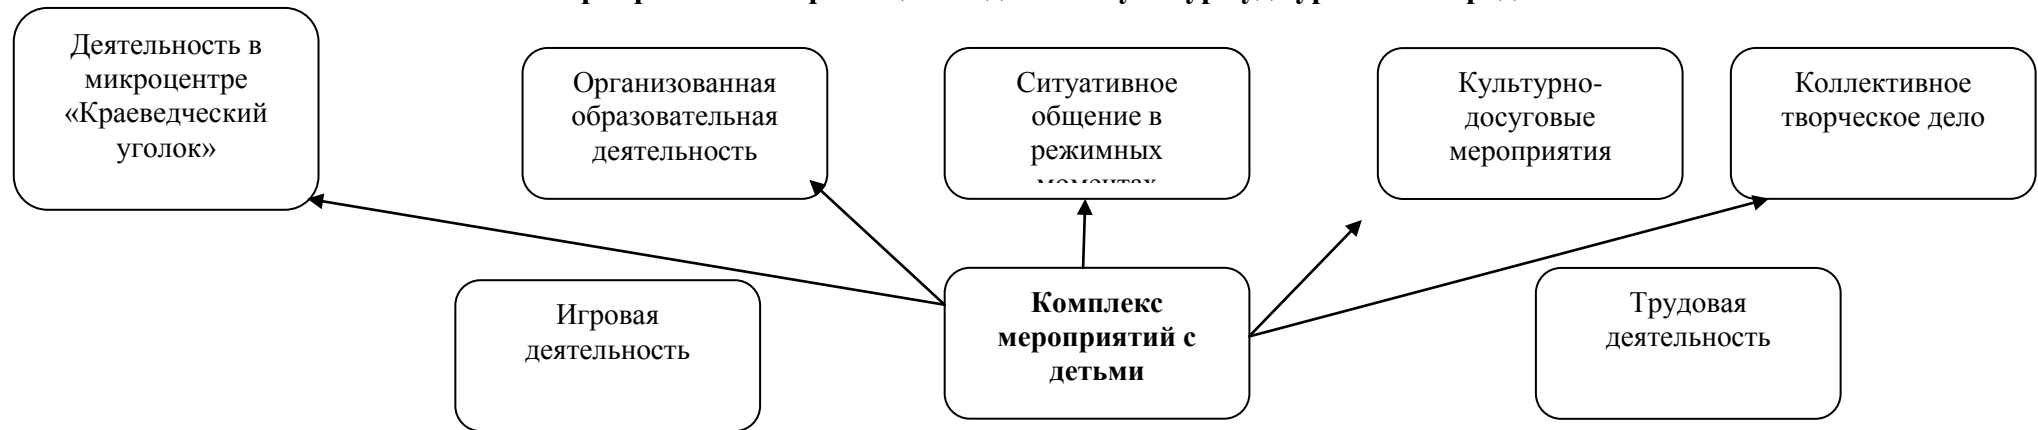 Деятельность в
микроцентре
«Краеведческий
уголок»
Организованная
образовательная
деятельность
Ситуативное
общение в
режимных
моментах
Культурно-
досуговые
мероприятия
Коллективное
творческое дело
Игровая
деятельность
Комплекс
мероприятий с
детьми
Трудовая
деятельность